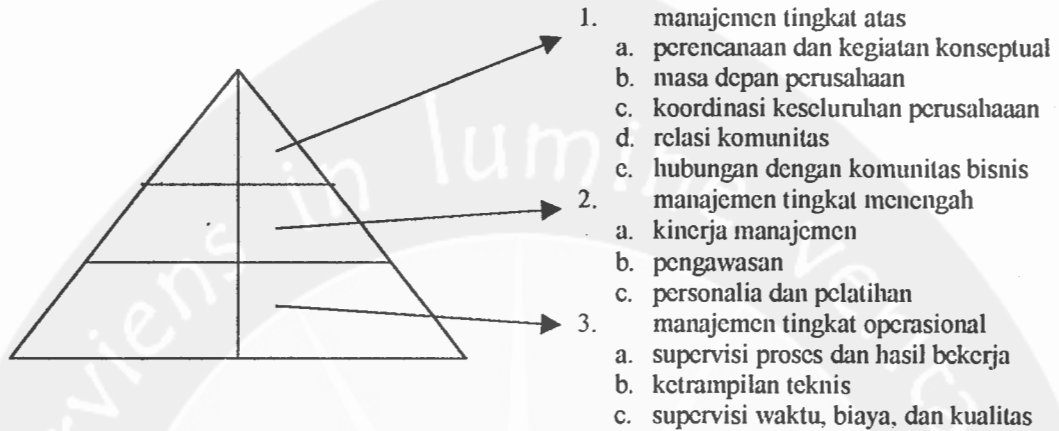 1. manajemen tingkat atas
a. perencanaan dan kegiatan konseptual
b. masa depan perusahaan
c. koordinasi keseluruhan perusahaaan
d. relasi komunitas
e. hubungan dengan komunitas bisnis
2. manajemen tingkat menengah
a. kinerja manajemen
b. pengawasan
c. personalia dan pelatihan
3. manajemen tingkat operasional
a. supervisi proses dan hasil bekerja
b. ketrampilan teknis
c. supervisi waktu, biaya, dan kualitas
in lumine